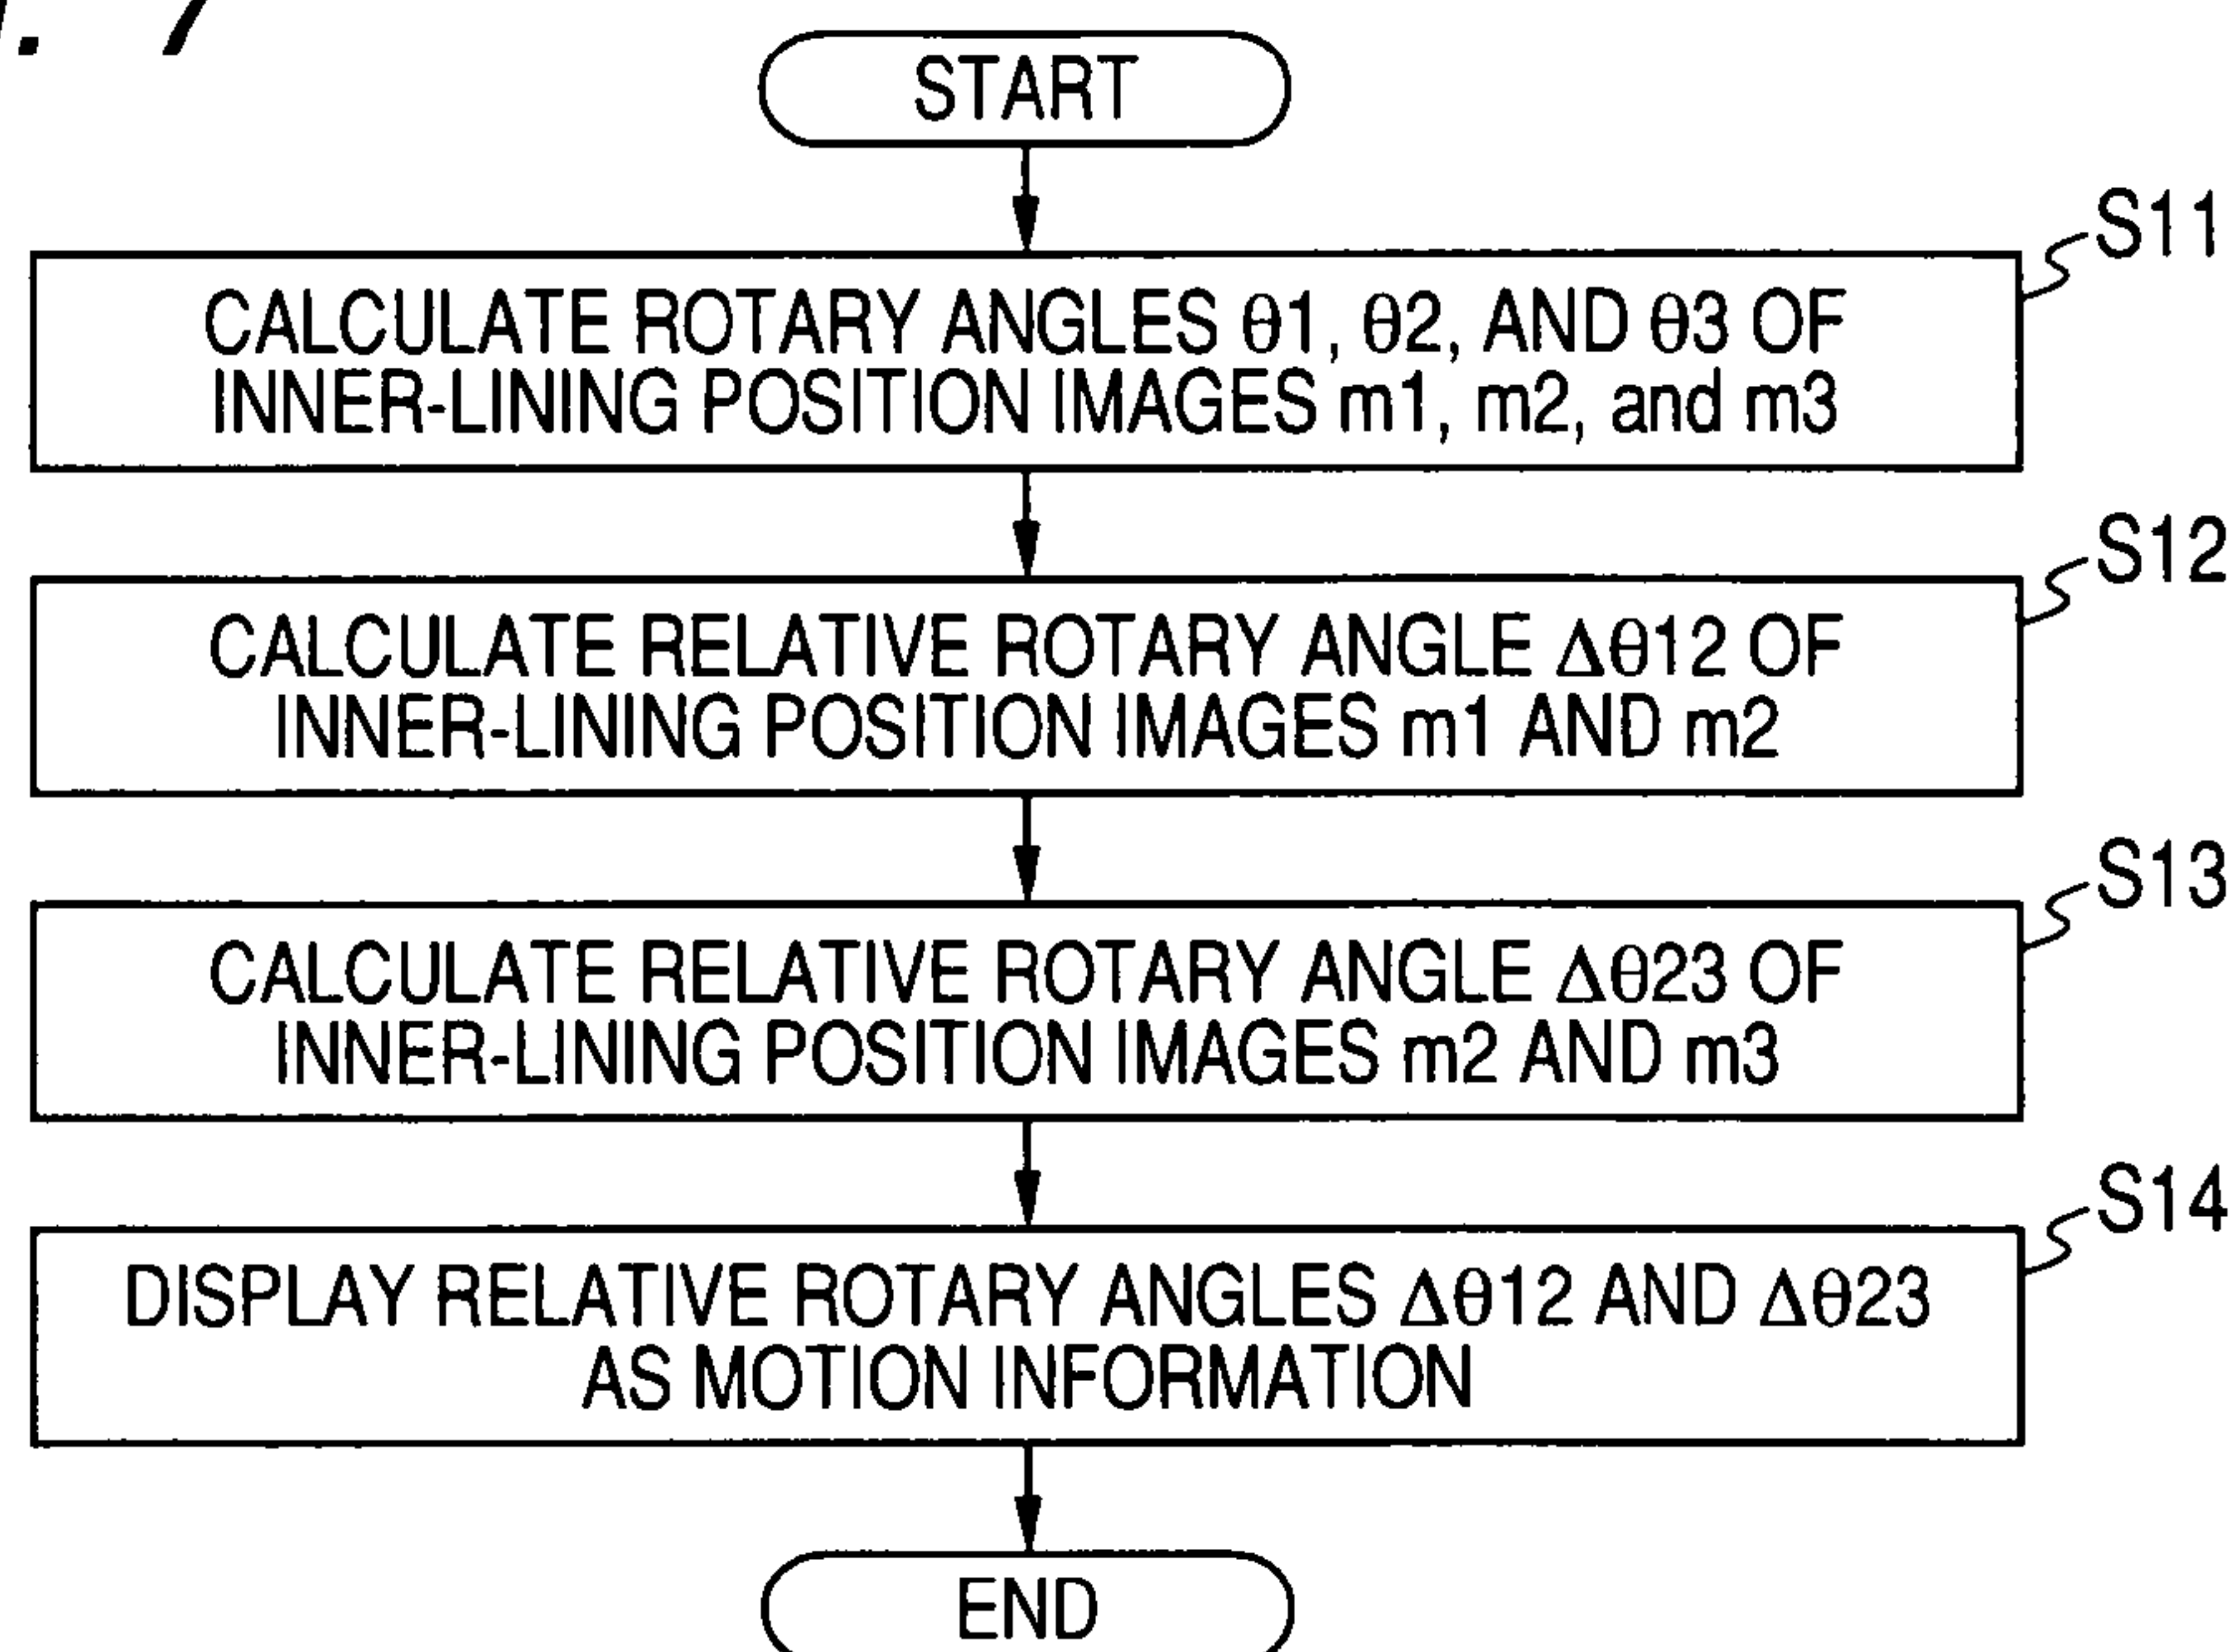 START
S11
CALCULATE ROTARY ANGLES θ1, θ2, AND θ3 OF
INNER-LINING POSITION IMAGES m1, m2, and m3
S12
CALCULATE RELATIVE ROTARY ANGLE Δθ12 OF
INNER-LINING POSITION IMAGES m1 AND m2
S13
CALCULATE RELATIVE ROTARY ANGLE Δθ23 OF
INNER-LINING POSITION IMAGES m2 AND m3
S14
DISPLAY RELATIVE ROTARY ANGLES Δθ12 AND Δθ23
AS MOTION INFORMATION
END